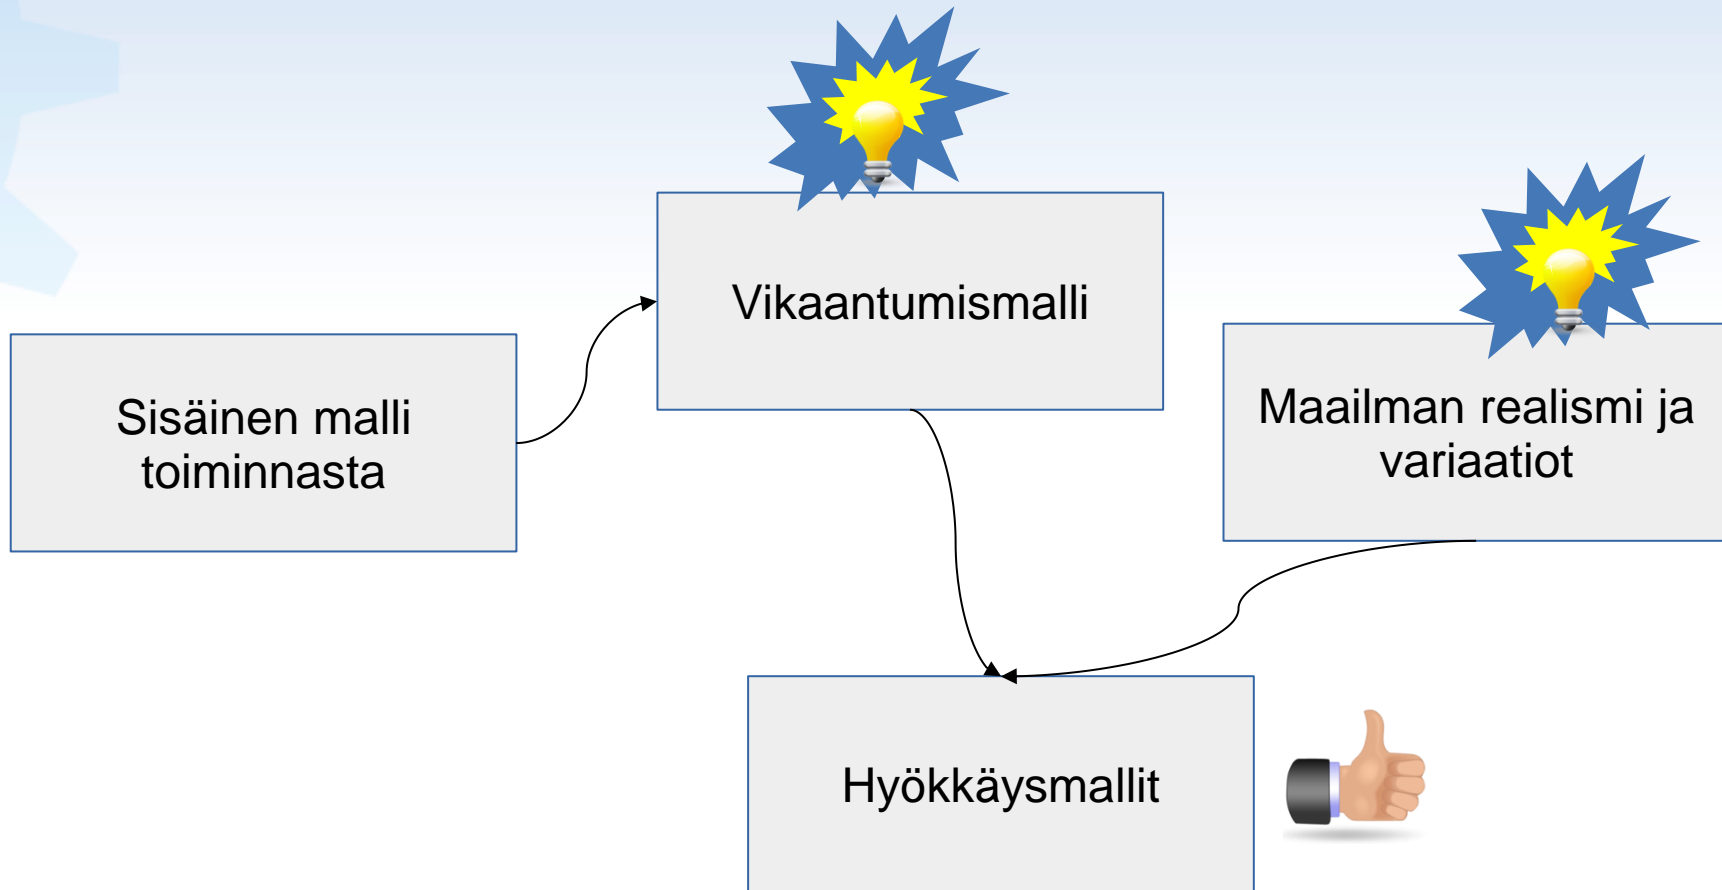 Vikaantumismalli
Sisäinen malli
toiminnasta
Maailman realismi ja
variaatiot
Hyökkäysmallit